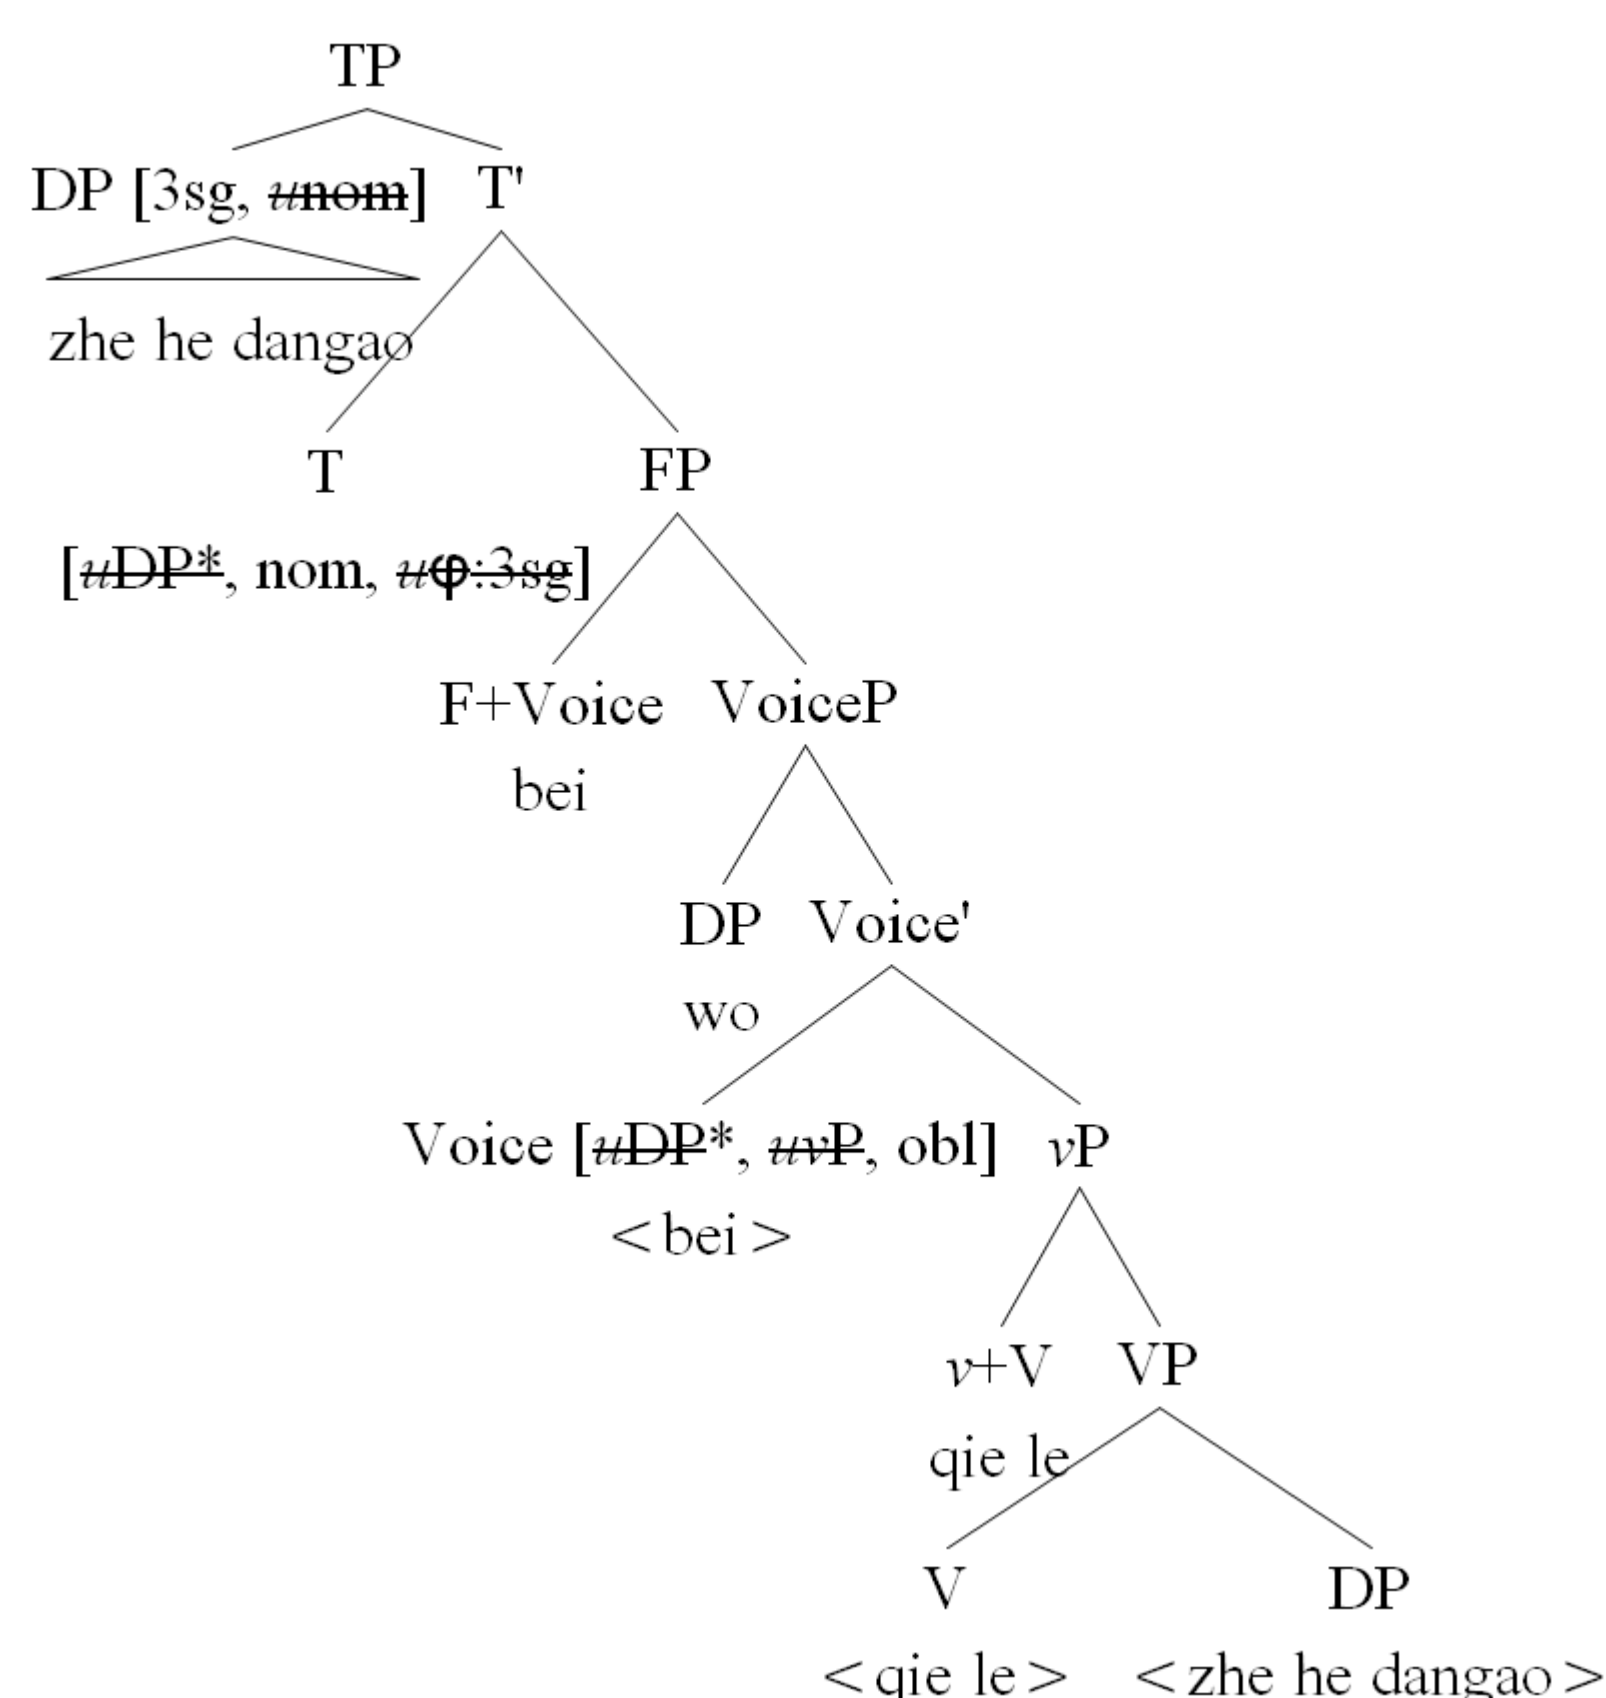 TP
DP [3sg, unom] T'
zhe he dangao
T FP
[uDP*, nom, uφ:3sg]
F+Voice VoiceP
bei
DP Voice'
wo
Voice [uDP*, uvP, obl] vP
<bei>
v+V VP
qie le
V DP
<qie le> <zhe he dangao>